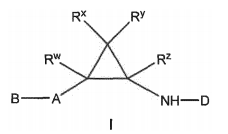 Rx Ry
Rw Rz
B—A NH—D
I